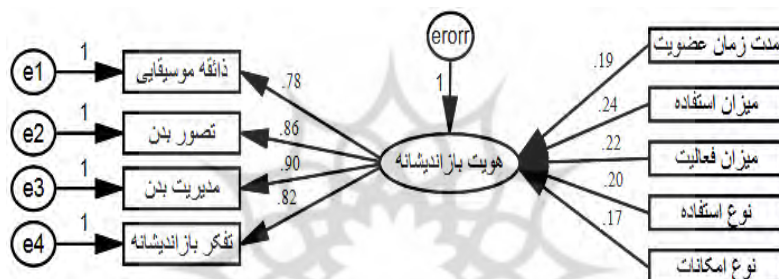 erorr
1
مدت زمان عضویت
میزان استفاده
میزان فعالیت
نوع استفاده
نوع امکانات
.19
.24
.22
.20
.17
هویت بازاندیشانه
.78
.86
.90
.82
ذائقه موسیقایی
تصور بدن
مدیریت بدن
تفکر بازاندیشانه
1
1
1
1
e1
e2
e3
e4